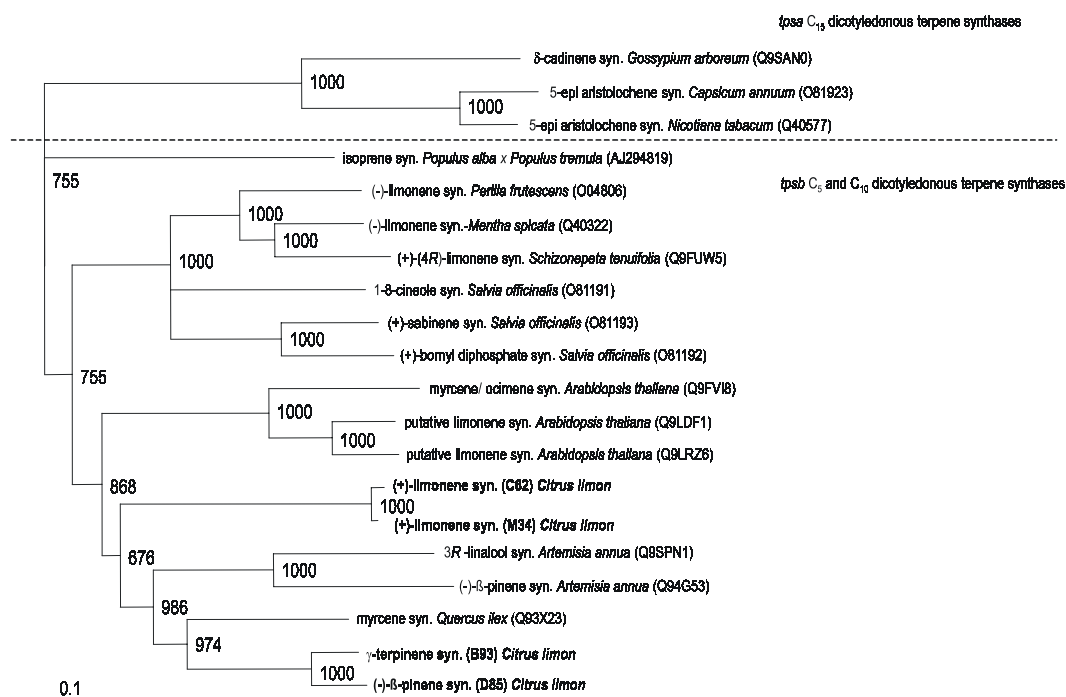 tpsa C15 dicotyledonous terpene synthases
δ-cadinene syn. Gossypium arboreum (Q9SAN0)
1000
5-epi aristolochene syn. Capsicum annuum (O81923)
1000
5-epi aristolochene syn. Nicotiana tabacum (Q40577)
isoprene syn. Populus alba x Populus tremula (AJ294819)
755
tpsb C5 and C10 dicotyledonous terpene synthases
(-)-limonene syn. Perilla frutescens (O04806)
1000
(-)-limonene syn.-Mentha spicata (Q40322)
1000
(+)-(4R)-limonene syn. Schizonepeta tenuifolia (Q9FUW5)
1000
1-8-cineole syn. Salvia officinalis (O81191)
(+)-sabinene syn. Salvia officinalis (O81193)
1000
(+)-bornyl diphosphate syn. Salvia officinalis (O81192)
755
myrcene/ ocimene syn. Arabidopsis thaliana (Q9FVI8)
1000
putative limonene syn. Arabidopsis thaliana (Q9LDF1)
1000
putative limonene syn. Arabidopsis thaliana (Q9LRZ6)
868
(+)-limonene syn. (C62) Citrus limon
1000
(+)-limonene syn. (M34) Citrus limon
676
3R -linalool syn. Artemisia annua (Q9SPN1)
1000
(-)-ß-pinene syn. Artemisia annua (Q94G53)
986
myrcene syn. Quercus ilex (Q93X23)
974
γ-terpinene syn. (B93) Citrus limon
1000
(-)-ß-pinene syn. (D85) Citrus limon
0.1